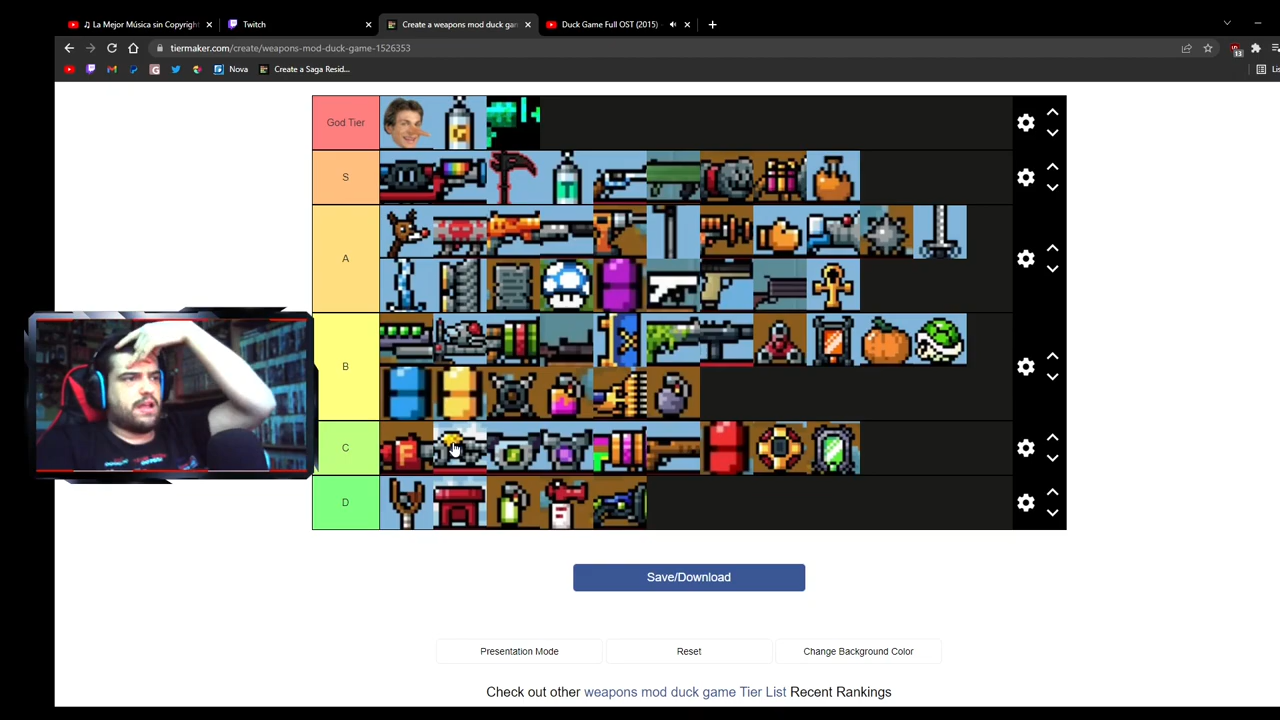 ♫ La Mejor Música sin Copyright
Twitch
Create a weapons mod duck gam
Duck Game Full OST (2015)
tiermaker.com/create/weapons-mod-duck-game-1526353
13
Nova
Create a Saga Resid...
God Tier
G
S
T
A
B
C
F
D
Save/Download
Presentation Mode
Reset
Change Background Color
Check out other weapons mod duck game Tier List Recent Rankings